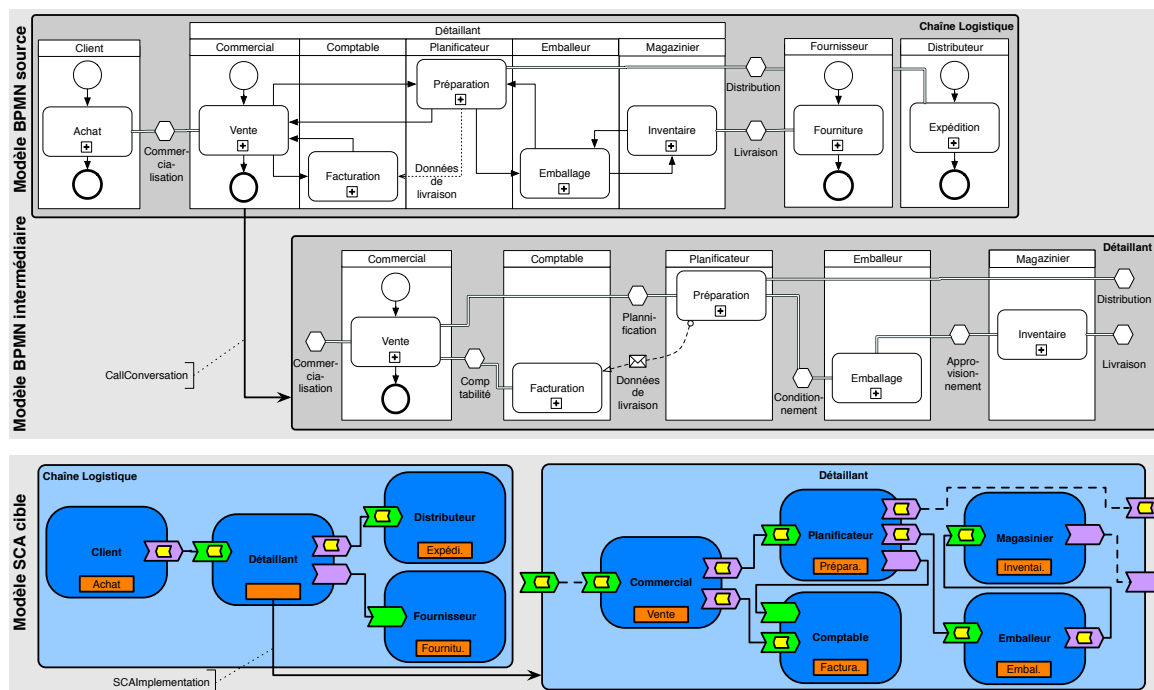 Modèle BPMN source
Chaîne Logistique
Détaillant
Client
Commercial
Comptable
Planificateur
Emballeur
Magazinier
Fournisseur
Distributeur
Préparation
Distribution
Achat
Vente
Inventaire
Fourniture
Expédition
Commer-
cia-
lisation
Livraison
Facturation
Données
de
livraison
Emballage
Modèle BPMN intermédiaire
Détaillant
Commercial
Comptable
Planificateur
Emballeur
Magazinier
Préparation
Distribution
Planni-
fication
Vente
Inventaire
Commer-
cia-
lisation
Comp
tabilité
Facturation
Données
de
livraison
Condition-
nement
Emballage
Appro-
vision-
nement
Livraison
CallConversation
Modèle SCA cible
Chaîne Logistique
Client
Achat
Détaillant
Distributeur
Expédi.
Fournisseur
Fournitu.
SCAImplementation
Détaillant
Commercial
Vente
Planificateur
Prépara.
Comptable
Factura.
Magasinier
Inventai.
Emballeur
Embal.